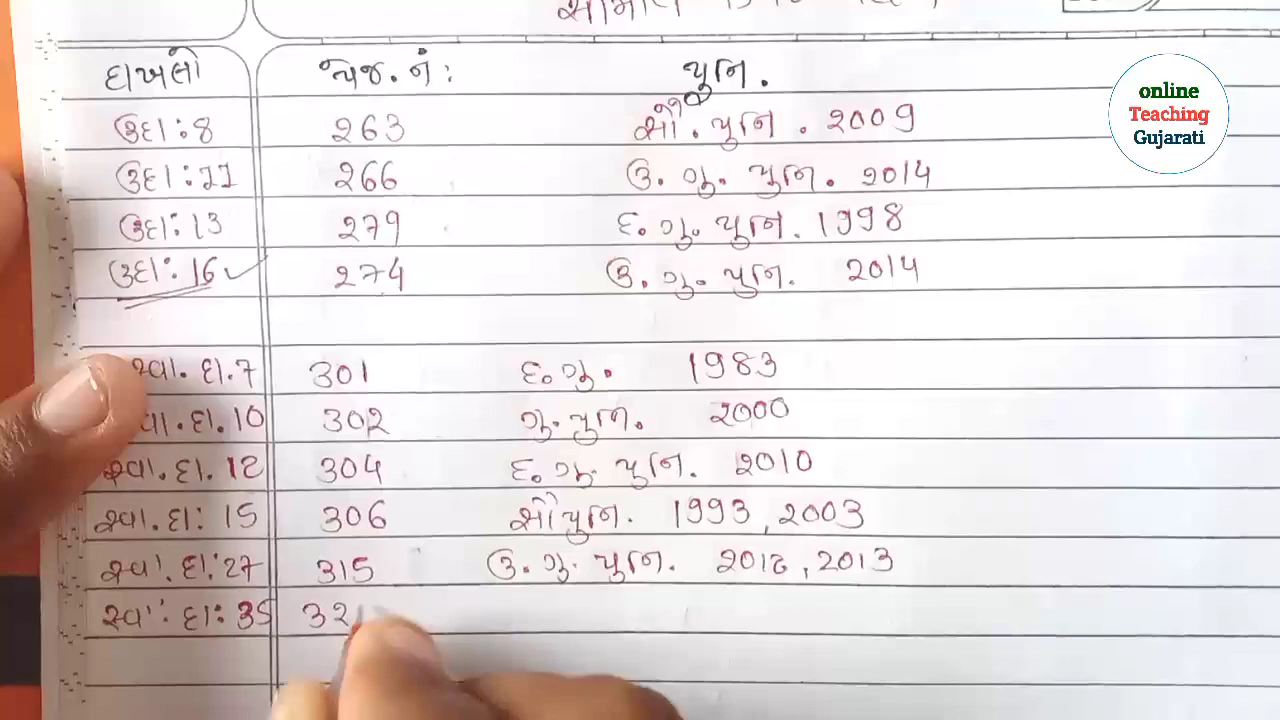 દાખલો પેજ. નં : યુનિ.
ઉદા : 8 263 સૌ. યુનિ. 2009
ઉદા : 11 266 ઉ. ગુ. યુનિ. 2014
ઉદા : 13 279 દ. ગુ. યુનિ. 1998
ઉદા : 16 274 ઉ. ગુ. યુનિ. 2014
સ્વા. દા. 7 301 દ. ગુ. 1983
વા. દા. 10 302 ગુ. યુનિ. 2000
સ્વા. દા. 12 304 દ. ગુ. યુનિ. 2010
સ્વા. દા : 15 306 સૌ યુનિ. 1993, 2003
સ્વા. દા : 27 315 ઉ. ગુ. યુનિ. 2012, 2013
સ્વા. દા : 35 32
online
Teaching
Gujarati